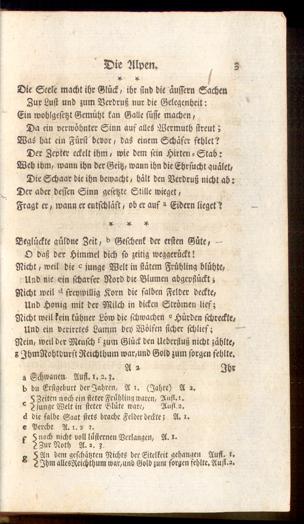 Die Alpen. 3
* *
Die Seele macht ihr Glück, ihr sind die äussern Sachen
Zur Lust und zum Verdruß nur die Gelegenheit:
Ein wohlgesetzt Gemüth kan Galle süsse machen,
Da ein verwöhnter Sinn auf alles Wermuth streut;
Was hat ein Fürst bevor, das einem Schäfer fehlet?
Der Zepter eckelt ihm, wie dem sein Hirten-Stab:
Weh ihm, wann ihn der Geitz, wann ihn die Ehrsucht quälet,
Die Schaar die ihn bewacht, hält den Verdruß nicht ab:
Der aber dessen Sinn gesetzte Stille wieget,
Fragt er, wann er entschläft, ob er auf a Eidern lieget?
* * *
Beglückte güldne Zeit, b Geschenk der ersten Güte,
O daß der Himmel dich so zeitig weggerückt!
Nicht, weil die c junge Welt in stätem Frühling blühte,
Und nie ein scharfer Nord die Blumen abgepflückt;
Nicht weil d freywillig Korn die falben Felder deckte,
Und Honig mit der Milch in dicken Strömen lief;
Nicht weil kein kühner Löw die schwachen e Hürden schreckte,
Und ein verirretes Lamm bey Wölfen sicher schlief;
Nein, weil der Mensch f zum Glück den Ueberfluß nicht zählte,
g Ihm Nohtdurft Reichthum war, und Gold zum sorgen fehlte.
A 2 Ihr
a Schwanen Aufl. 1. 2. 3.
b du Erstgeburt der Jahren, A 1. (Jahre) A 2.
c Zeiten noch ein steter Frühling waren, Aufl. 1.
junge Welt in steter Blüte ware, Aufl. 2.
d die falbe Saat stets brache Felder deckte; A 1.
e Perche A. 1. 2 3.
f noch nicht voll lüsternen Verlangen, A 1.
Zur Noth A 2. 3.
g An dem geschätzten Nichts der Eitelkeit gehangen Aufl. 1.
Ihm alles Reichthum war, und Gold zum sorgen fehlte. Aufl. 2.